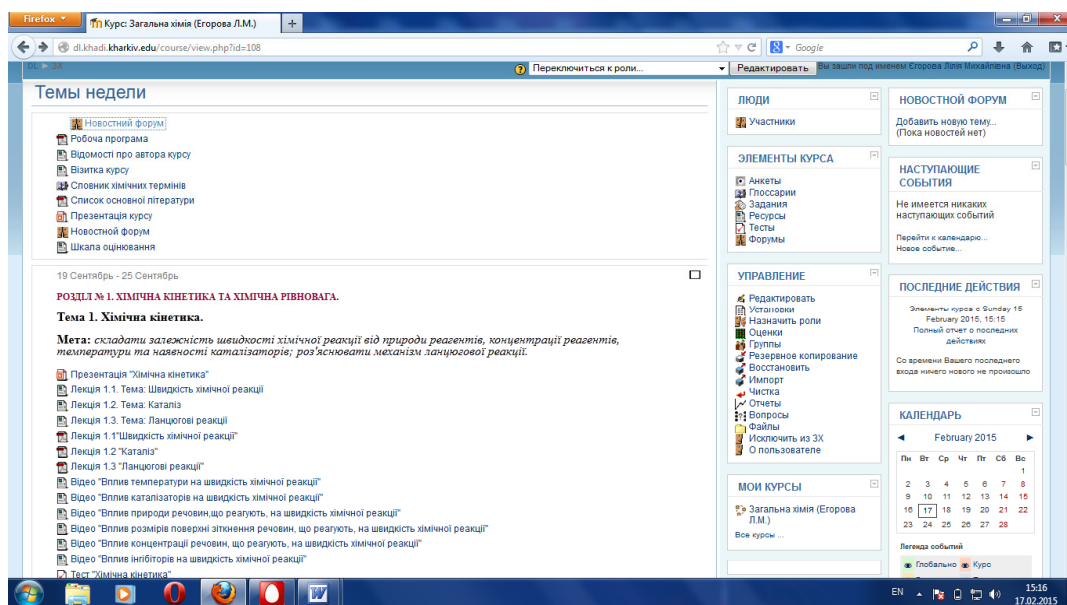 Firefox
Курс: Загальна хімія (Егорова Л.М.)
dl.khadi.kharkiv.edu/course/view.php?id=108
Google
DL ► ЗХ
Переключиться к роли...
Редактировать
Вы зашли под именем Єгорова Лілія Михайлівна (Выход)
Темы недели
Новостний форум
Робоча програма
Відомості про автора курсу
Візитка курсу
Словник хімічних термінів
Список основної літератури
Презентація курсу
Новостной форум
Шкала оцінювання
19 Сентябрь - 25 Сентябрь
РОЗДІЛ № 1. ХІМІЧНА КІНЕТИКА ТА ХІМІЧНА РІВНОВАГА.
Тема 1. Хімічна кінетика.
Мета: складати залежність швидкості хімічної реакції від природи реагентів, концентрації реагентів,
температури та наявності каталізаторів; роз'яснювати механізм ланцюгової реакції.
Презентація "Хімічна кінетика"
Лекція 1.1. Тема: Швидкість хімічної реакції
Лекція 1.2. Тема: Каталіз
Лекція 1.3. Тема: Ланцюгові реакції
Лекція 1.1"Швидкість хімічної реакції"
Лекція 1.2 "Каталіз"
Лекція 1.3 "Ланцюгові реакції"
Відео "Вплив температури на швидкість хімічної реакції"
Відео "Вплив каталізаторів на швидкість хімічної реакції"
Відео "Вплив природи речовин,що реагують, на швидкість хімічної реакції"
Відео "Вплив розмірів поверхні зіткнення речовин, що реагують, на швидкість хімічної реакції"
Відео "Вплив концентрації речовин, що реагують, на швидкість хімічної реакції"
Відео "Вплив інгібіторів на швидкість хімічної реакції"
Тест "Хімічна кінетика"
ЛЮДИ
Участники
ЭЛЕМЕНТЫ КУРСА
Анкеты
Глоссарии
Задания
Ресурсы
Тесты
Форумы
УПРАВЛЕНИЕ
Редактировать
Установки
Назначить роли
Оценки
Группы
Резервное копирование
Восстановить
Импорт
Чистка
Отчеты
Вопросы
Файлы
Исключить из ЗХ
О пользователе
МОИ КУРСЫ
Загальна хімія (Егорова
Л.М.)
Все курсы ...
НОВОСТНОЙ ФОРУМ
Добавить новую тему...
(Пока новостей нет)
НАСТУПАЮЩИЕ
СОБЫТИЯ
Не имеется никаких
наступающих событий
Перейти к календарю...
Новое событие...
ПОСЛЕДНИЕ ДЕЙСТВИЯ
Элементы курса с Sunday 15
February 2015, 15:15
Полный отчет о последних
действиях
Со времени Вашего последнего
входа ничего нового не произошло
КАЛЕНДАРЬ
◄ February 2015 ►
Пн Вт Ср Чт Пт Сб Вс
1
2 3 4 5 6 7 8
9 10 11 12 13 14 15
16 17 18 19 20 21 22
23 24 25 26 27 28
Легенда событий
Глобально Курс
EN
15:16
17.02.2015